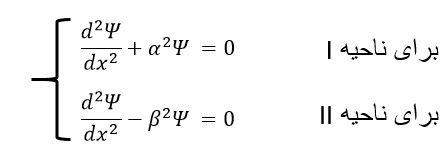 d²Ψ/dx² + α²Ψ = 0 برای ناحیه I
d²Ψ/dx² − β²Ψ = 0 برای ناحیه II